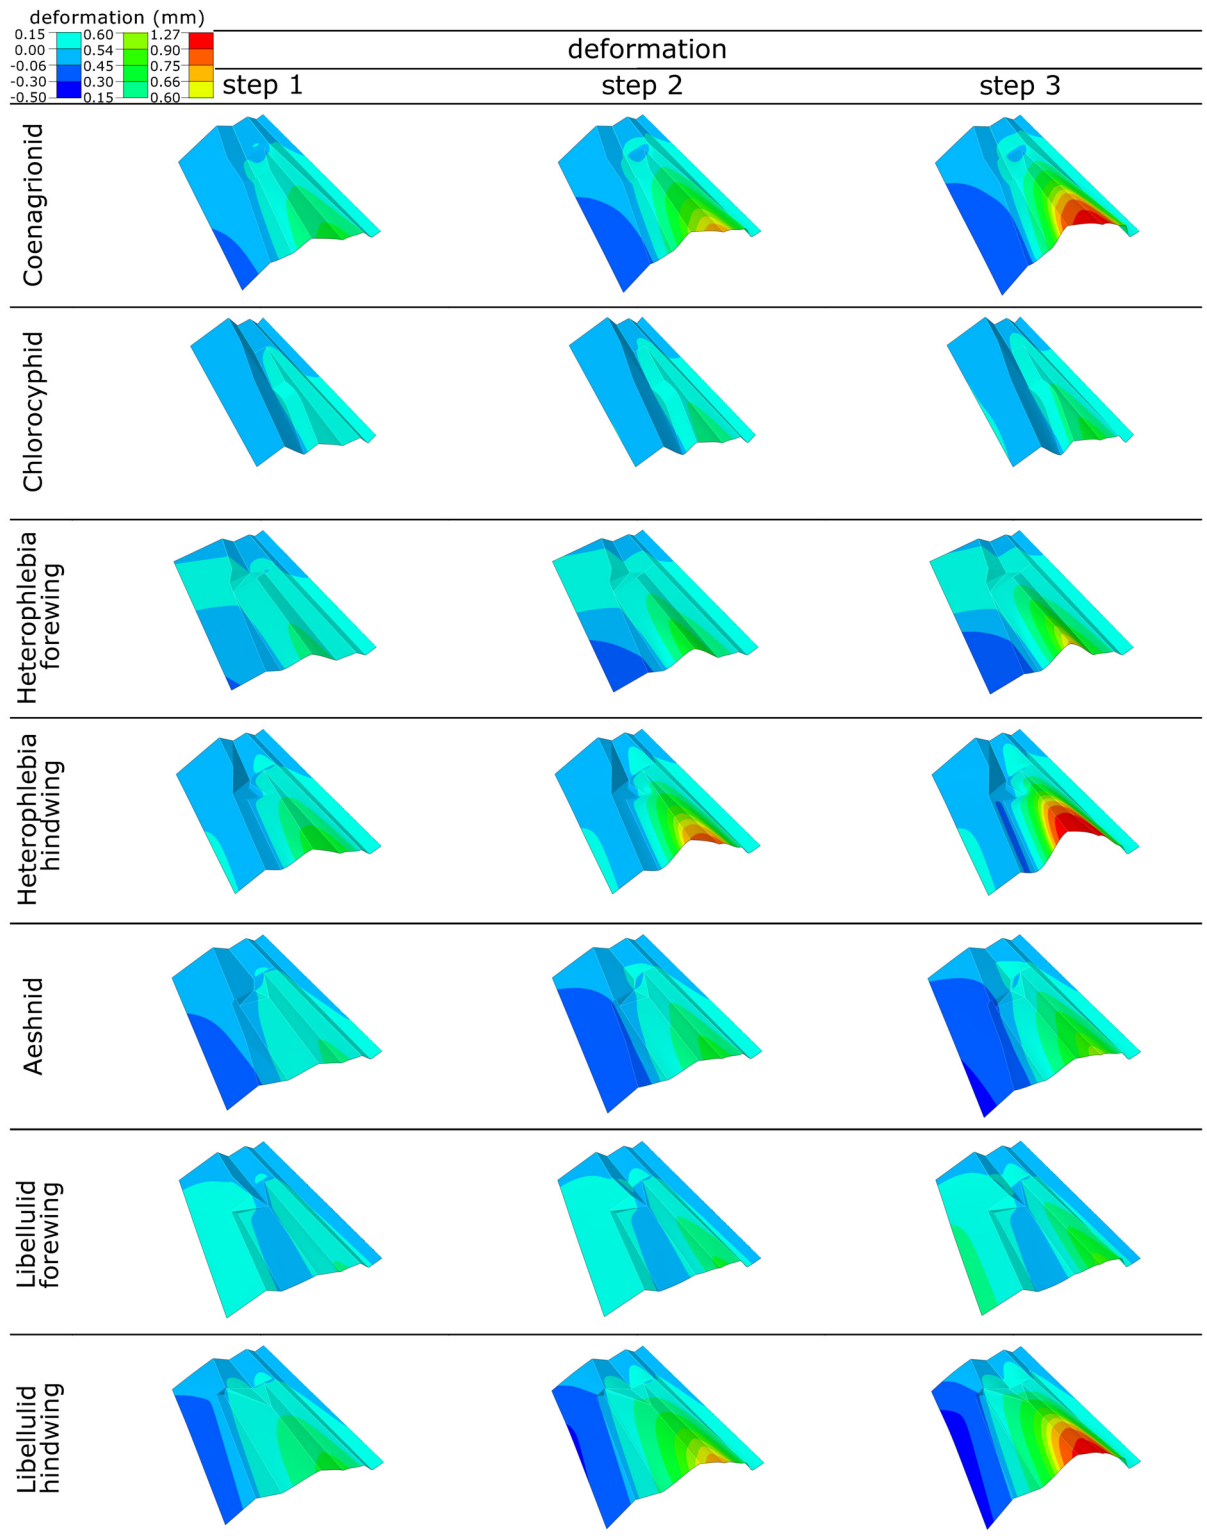 deformation (mm)
0.15 0.60 1.27
0.00 0.54 0.90
-0.06 0.45 0.75
-0.30 0.30 0.66
-0.50 0.15 0.60
deformation
step 1 step 2 step 3
Coenagrionid
Chlorocyphid
Heterophlebia
forewing
Heterophlebia
hindwing
Aeshnid
Libellulid
forewing
Libellulid
hindwing